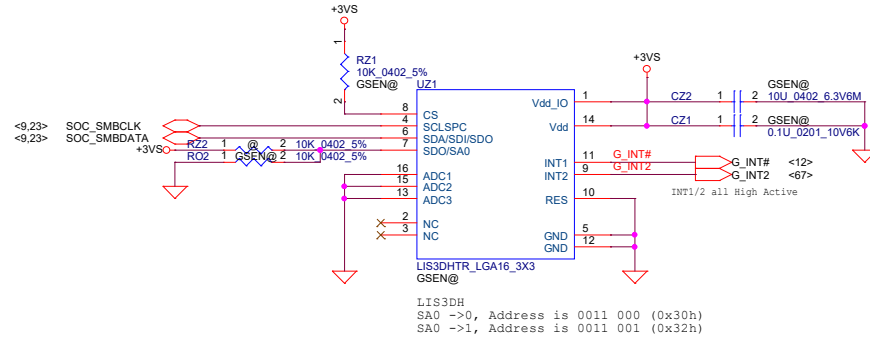 +3VS
1
RZ1
10K_0402_5%
GSEN@
2
UZ1
+3VS
GSEN@
CZ2 1 2 10U_0402_6.3V6M
GSEN@
CZ1 1 2 0.1U_0201_10V6K
8 CS
Vdd_IO 1
<9,23> SOC_SMBCLK 4 SCLSPC
<9,23> SOC_SMBDATA 6 SDA/SDI/SDO
Vdd 14
+3VS RZ2 1 @ 2 10K_0402_5% 7 SDO/SA0
RO2 1 GSEN@ 2 10K_0402_5%
INT1 11 G_INT# G_INT# <12>
INT2 9 G_INT2 G_INT2 <67>
INT1/2 all High Active
16 ADC1
15 ADC2
13 ADC3
RES 10
2 NC
3 NC
GND 5
GND 12
LIS3DHTR_LGA16_3X3
GSEN@
LIS3DH
SA0 ->0, Address is 0011 000 (0x30h)
SA0 ->1, Address is 0011 001 (0x32h)